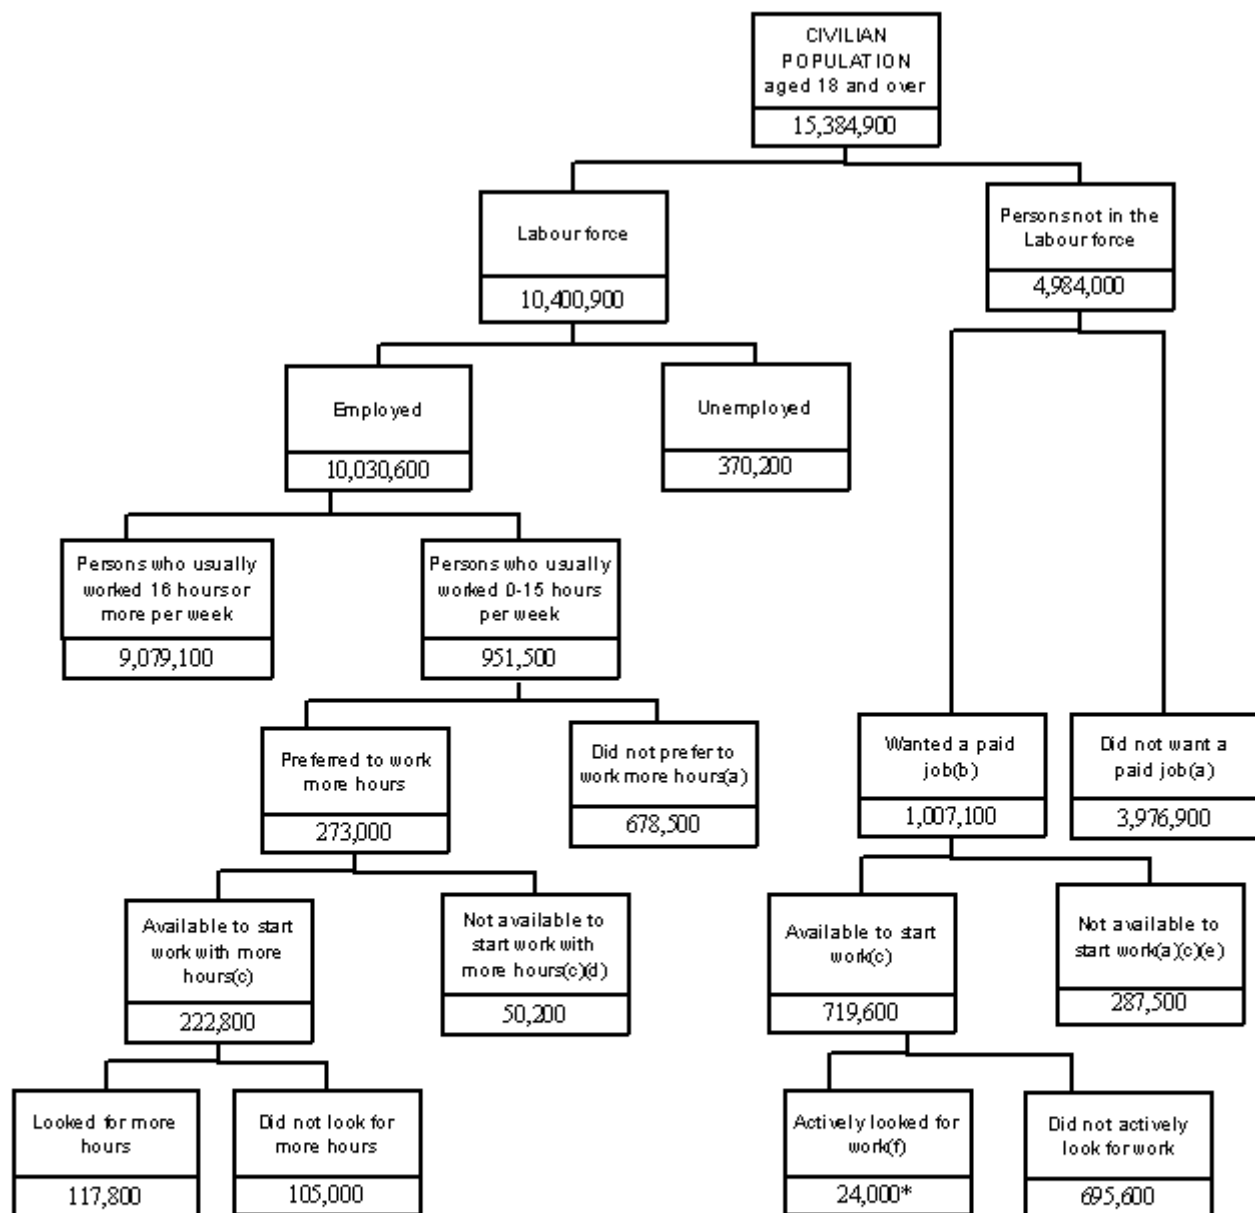 CIVILIAN
POPULATION
aged 18 and over
15,384,900
Labour force
10,400,900
Persons not in the
Labour force
4,984,000
Employed
10,030,600
Unemployed
370,200
Persons who usually
worked 16 hours or
more per week
9,079,100
Persons who usually
worked 0-15 hours
per week
951,500
Preferred to work
more hours
273,000
Did not prefer to
work more hours(a)
678,500
Wanted a paid
job(b)
1,007,100
Did not want a
paid job(a)
3,976,900
Available to start
work with more
hours(c)
222,800
Not available to
start work with
more hours(c)(d)
50,200
Available to start
work(c)
719,600
Not available to
start work(a)(c)(e)
287,500
Looked for more
hours
117,800
Did not look for
more hours
105,000
Actively looked for
work(f)
24,000*
Did not actively
look for work
695,600